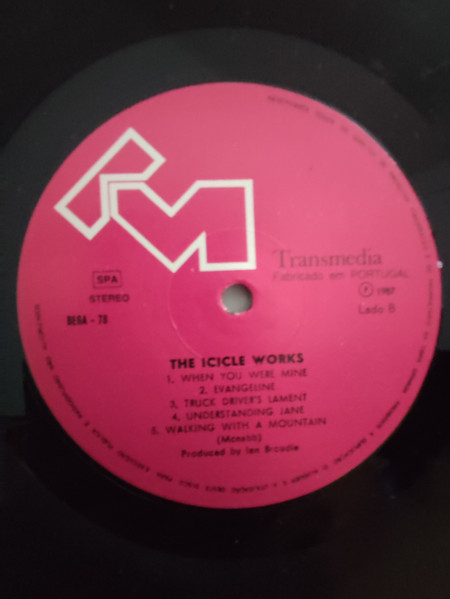 Transmedia
Fabricado em PORTUGAL
SPA
STEREO
℗ 1987
BEGA - 78
Lado B
THE ICICLE WORKS
1. WHEN YOU WERE MINE
2. EVANGELINE
3. TRUCK DRIVER'S LAMENT
4. UNDERSTANDING JANE
5. WALKING WITH A MOUNTAIN
(Mcnabb)
Produced by Ian Broudie